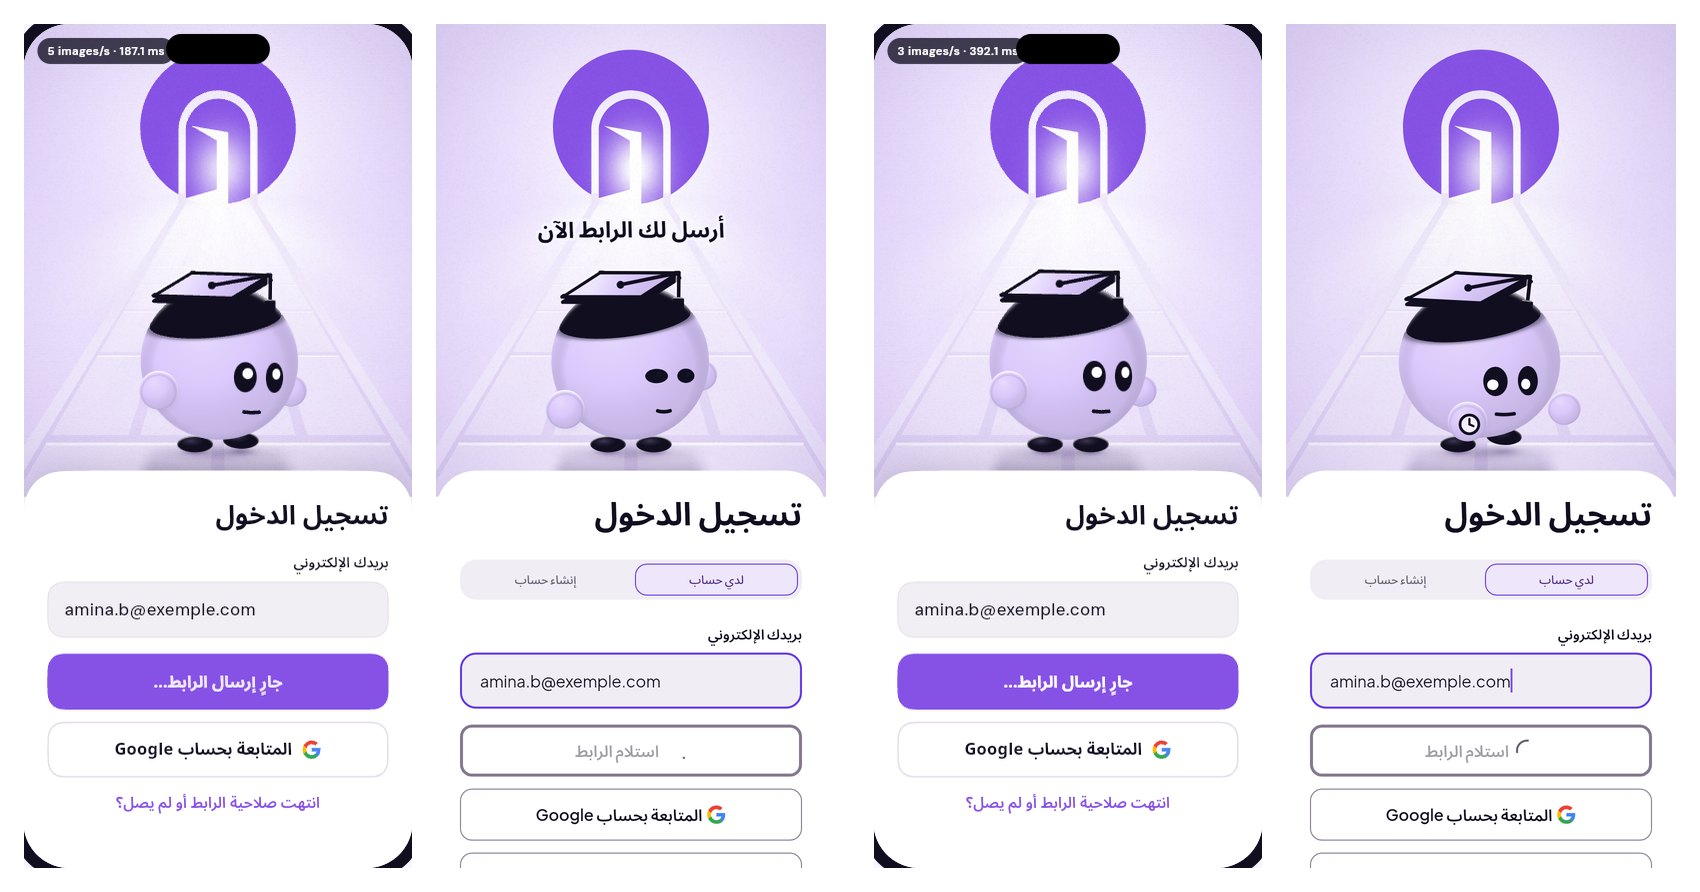 5 images/s · 187.1 ms
تسجيل الدخول
بريدك الإلكتروني
amina.b@exemple.com
جارٍ إرسال الرابط...
المتابعة بحساب Google
انتهت صلاحية الرابط أو لم يصل؟
أرسل لك الرابط الآن
تسجيل الدخول
لدي حساب
إنشاء حساب
بريدك الإلكتروني
amina.b@exemple.com
استلام الرابط
المتابعة بحساب Google
3 images/s · 392.1 ms
تسجيل الدخول
بريدك الإلكتروني
amina.b@exemple.com
جارٍ إرسال الرابط...
المتابعة بحساب Google
انتهت صلاحية الرابط أو لم يصل؟
تسجيل الدخول
لدي حساب
إنشاء حساب
بريدك الإلكتروني
amina.b@exemple.com
استلام الرابط
المتابعة بحساب Google